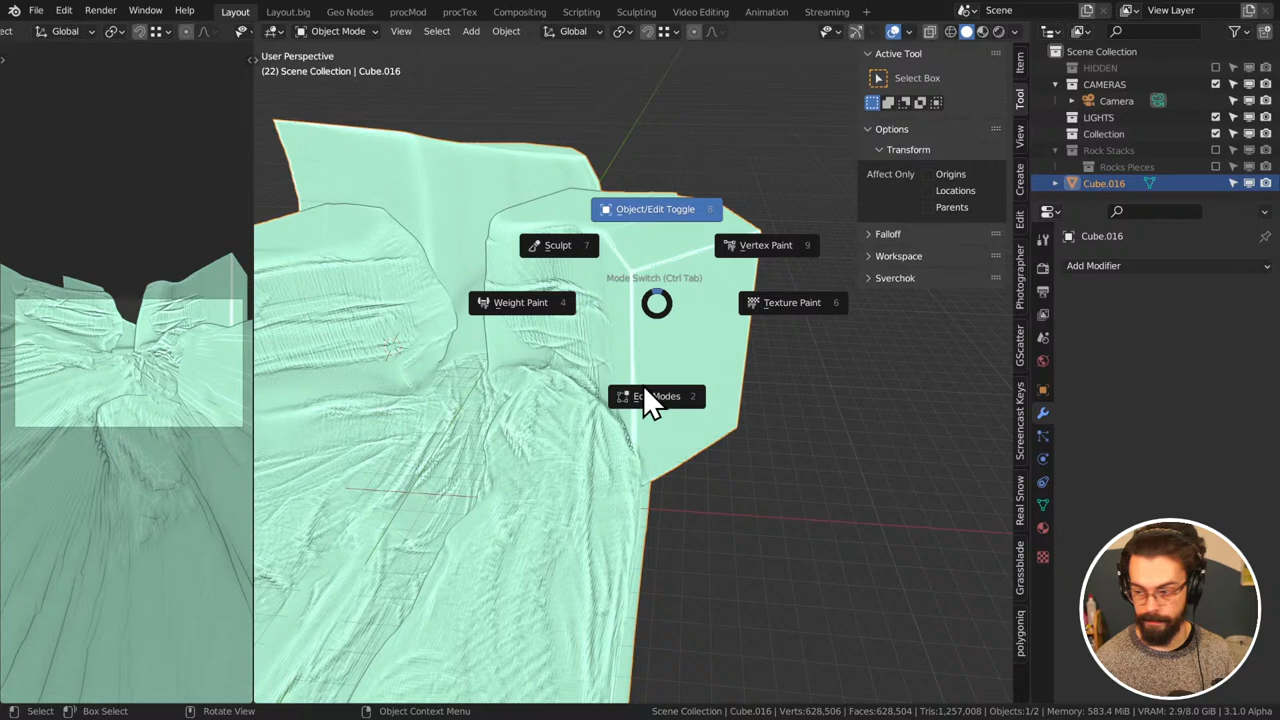 File Edit Render Window Help Layout Layout.big Geo Nodes procMod procTex Compositing Scripting Sculpting Video Editing Animation Streaming + Scene View Layer
ect Global Object Mode View Select Add Object Global
User Perspective
(22) Scene Collection | Cube.016
Object/Edit Toggle 8
Sculpt 7
Vertex Paint 9
Mode Switch (Ctrl Tab)
Weight Paint 4
Texture Paint 6
Modes 2
Active Tool
Select Box
Options
Transform
Affect Only Origins
Locations
Parents
Falloff
Workspace
Sverchok
Item
Tool
View
Create
Edit
Photographer
GScatter
Screencast Keys
Real Snow
Grassblade
polygoniq
Scene Collection
HIDDEN
CAMERAS
Camera
LIGHTS
Collection
Rock Stacks
Rocks Pieces
Cube.016
Cube.016
Add Modifier
Select Box Select Rotate View Object Context Menu Scene Collection | Cube.016 | Verts:628,506 | Faces:628,504 | Tris:1,257,008 | Objects:1/2 | Memory: 583.4 MiB | VRAM: 2.9/8.0 GiB | 3.1.0 Alpha